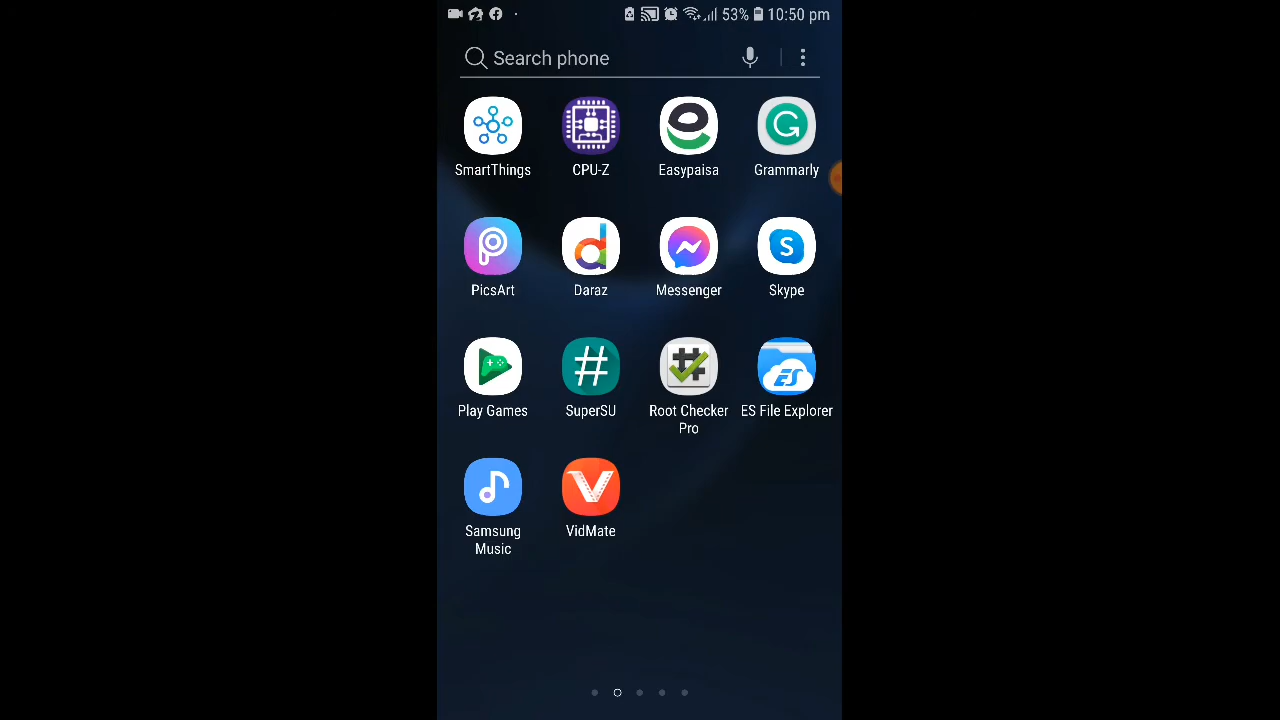 53% 10:50 pm
Search phone
SmartThings CPU-Z Easypaisa Grammarly
PicsArt Daraz Messenger Skype
Play Games SuperSU Root Checker Pro ES File Explorer
Samsung Music VidMate